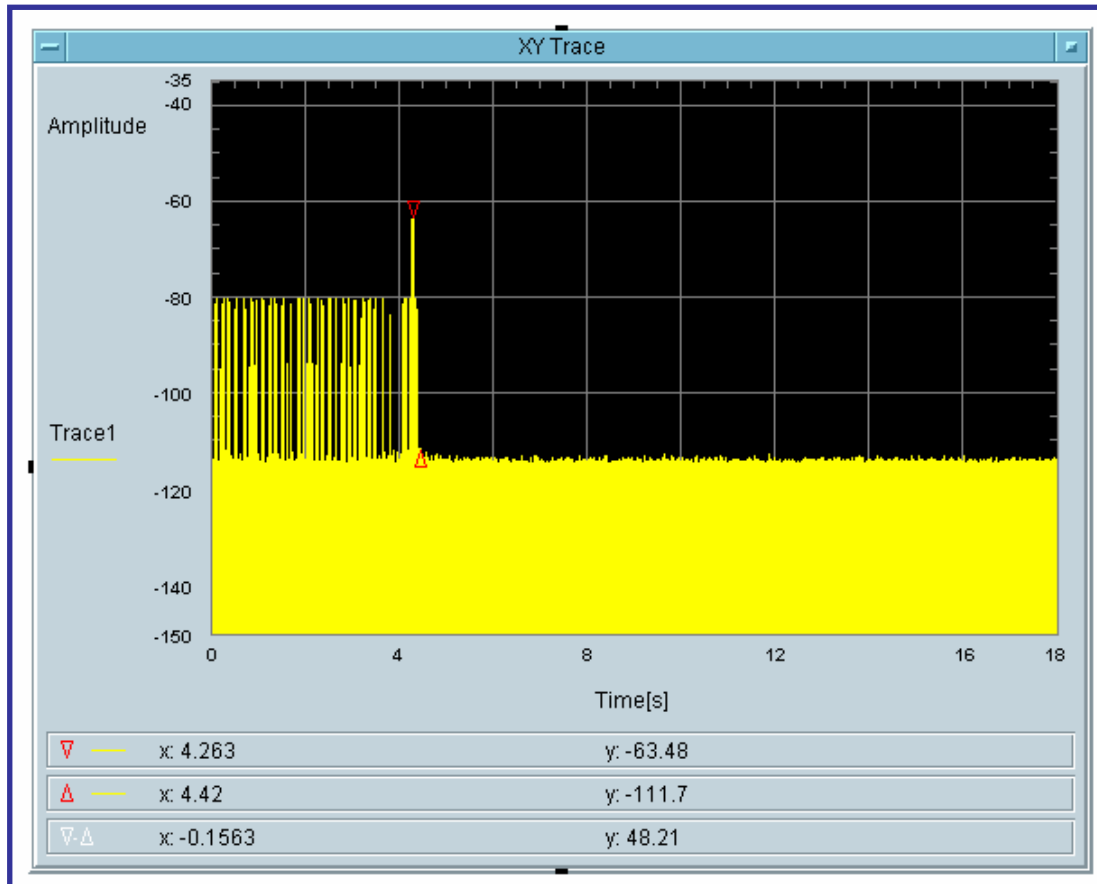 XY Trace
-35
-40
Amplitude
-60
-80
-100
Trace1
-120
-140
-150
0 4 8 12 16 18
Time[s]
x: 4.263 y: -63.48
x: 4.42 y: -111.7
x: -0.1563 y: 48.21